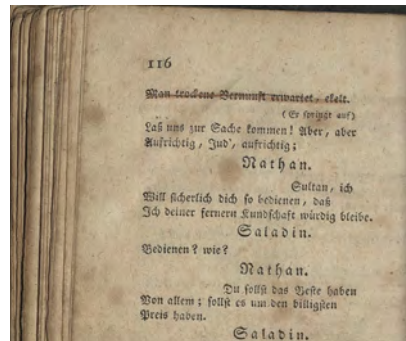 116
Man trockene Vernunft erwartet, ekelt.
(Er springt auf)
Laß uns zur Sache kommen! Aber, aber
Aufrichtig, Jud', aufrichtig;
Nathan.
Sultan, ich
Will sicherlich dich so bedienen, daß
Ich deiner fernern Kundschaft würdig bleibe.
Saladin.
Bedienen? wie?
Nathan.
Du sollst das Beste haben
Von allem; sollst es um den billigsten
Preis haben.
Saladin.